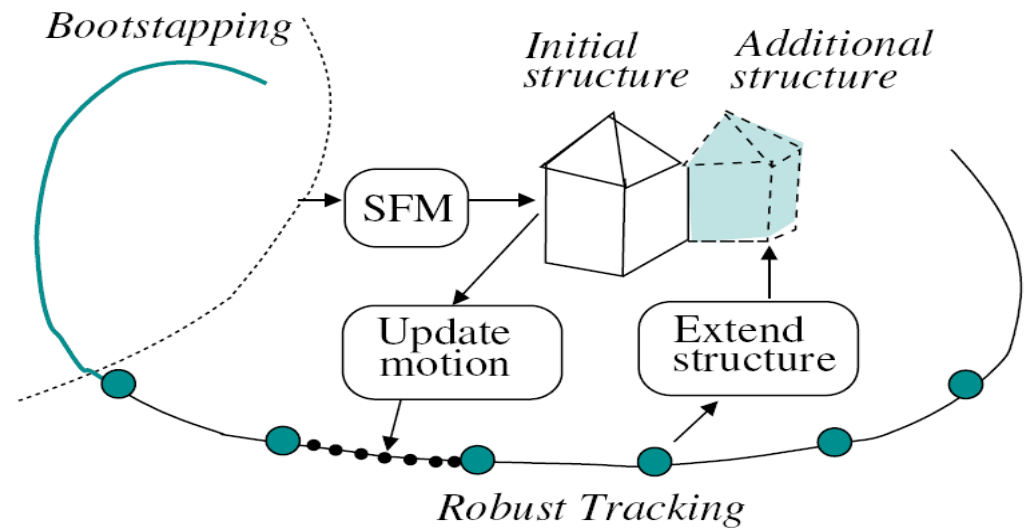 Bootstapping
Initial
structure
Additional
structure
SFM
Update
motion
Extend
structure
Robust Tracking